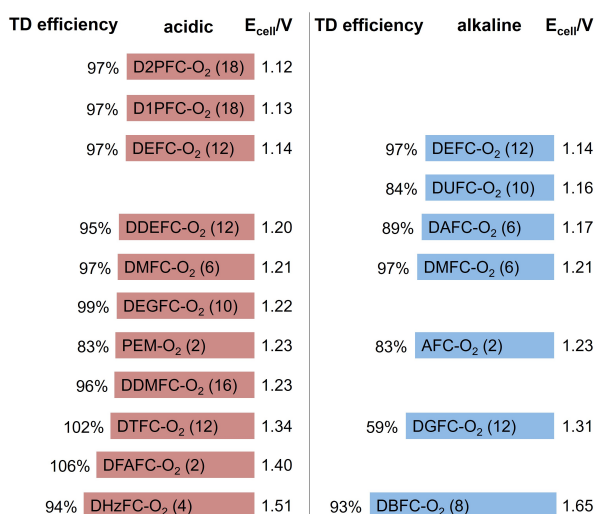 TD efficiency acidic E₍cell₎/V TD efficiency alkaline E₍cell₎/V
97% D2PFC-O₂ (18) 1.12
97% D1PFC-O₂ (18) 1.13
97% DEFC-O₂ (12) 1.14 97% DEFC-O₂ (12) 1.14
84% DUFC-O₂ (10) 1.16
95% DDEFC-O₂ (12) 1.20 89% DAFC-O₂ (6) 1.17
97% DMFC-O₂ (6) 1.21 97% DMFC-O₂ (6) 1.21
99% DEGFC-O₂ (10) 1.22
83% PEM-O₂ (2) 1.23 83% AFC-O₂ (2) 1.23
96% DDMFC-O₂ (16) 1.23
102% DTFC-O₂ (12) 1.34 59% DGFC-O₂ (12) 1.31
106% DFAFC-O₂ (2) 1.40
94% DHzFC-O₂ (4) 1.51 93% DBFC-O₂ (8) 1.65